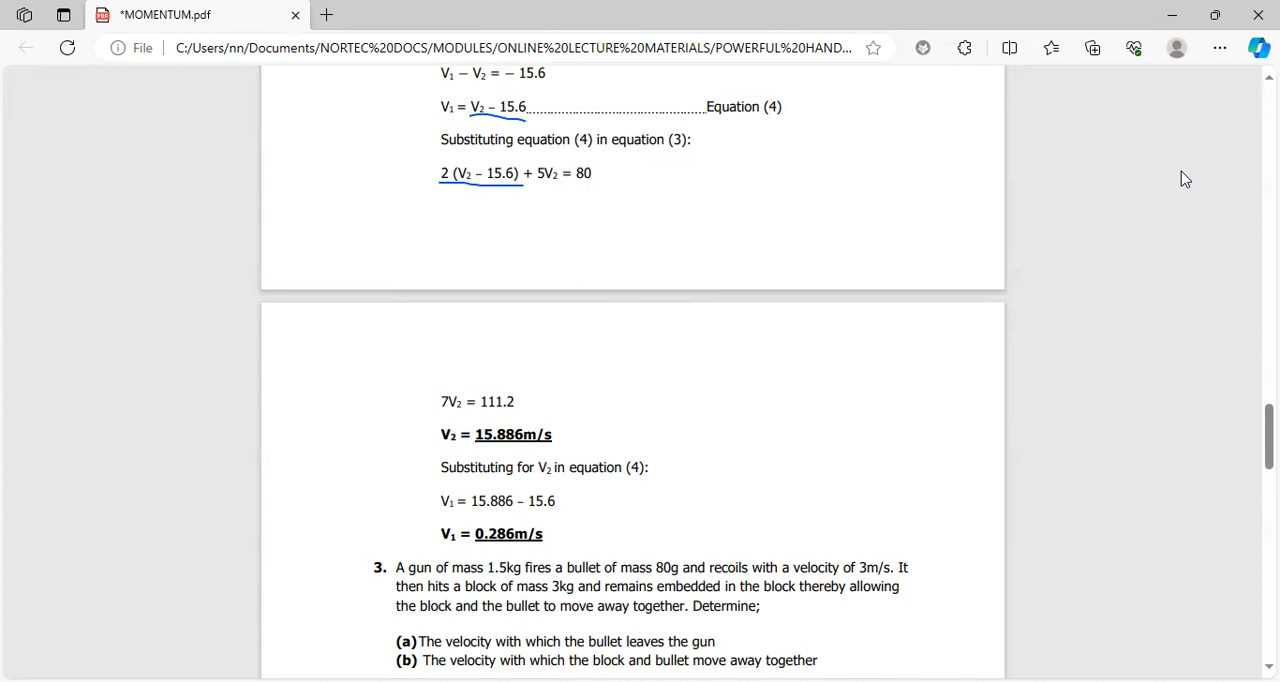 *MOMENTUM.pdf
File
C:/Users/nn/Documents/NORTEC%20DOCS/MODULES/ONLINE%20LECTURE%20MATERIALS/POWERFUL%20HAND...
V₁ – V₂ = – 15.6
V₁ = V₂ – 15.6......................................................Equation (4)
Substituting equation (4) in equation (3):
2 (V₂ – 15.6) + 5V₂ = 80
7V₂ = 111.2
V₂ = 15.886m/s
Substituting for V₂ in equation (4):
V₁ = 15.886 – 15.6
V₁ = 0.286m/s
3. A gun of mass 1.5kg fires a bullet of mass 80g and recoils with a velocity of 3m/s. It
then hits a block of mass 3kg and remains embedded in the block thereby allowing
the block and the bullet to move away together. Determine;
(a) The velocity with which the bullet leaves the gun
(b) The velocity with which the block and bullet move away together